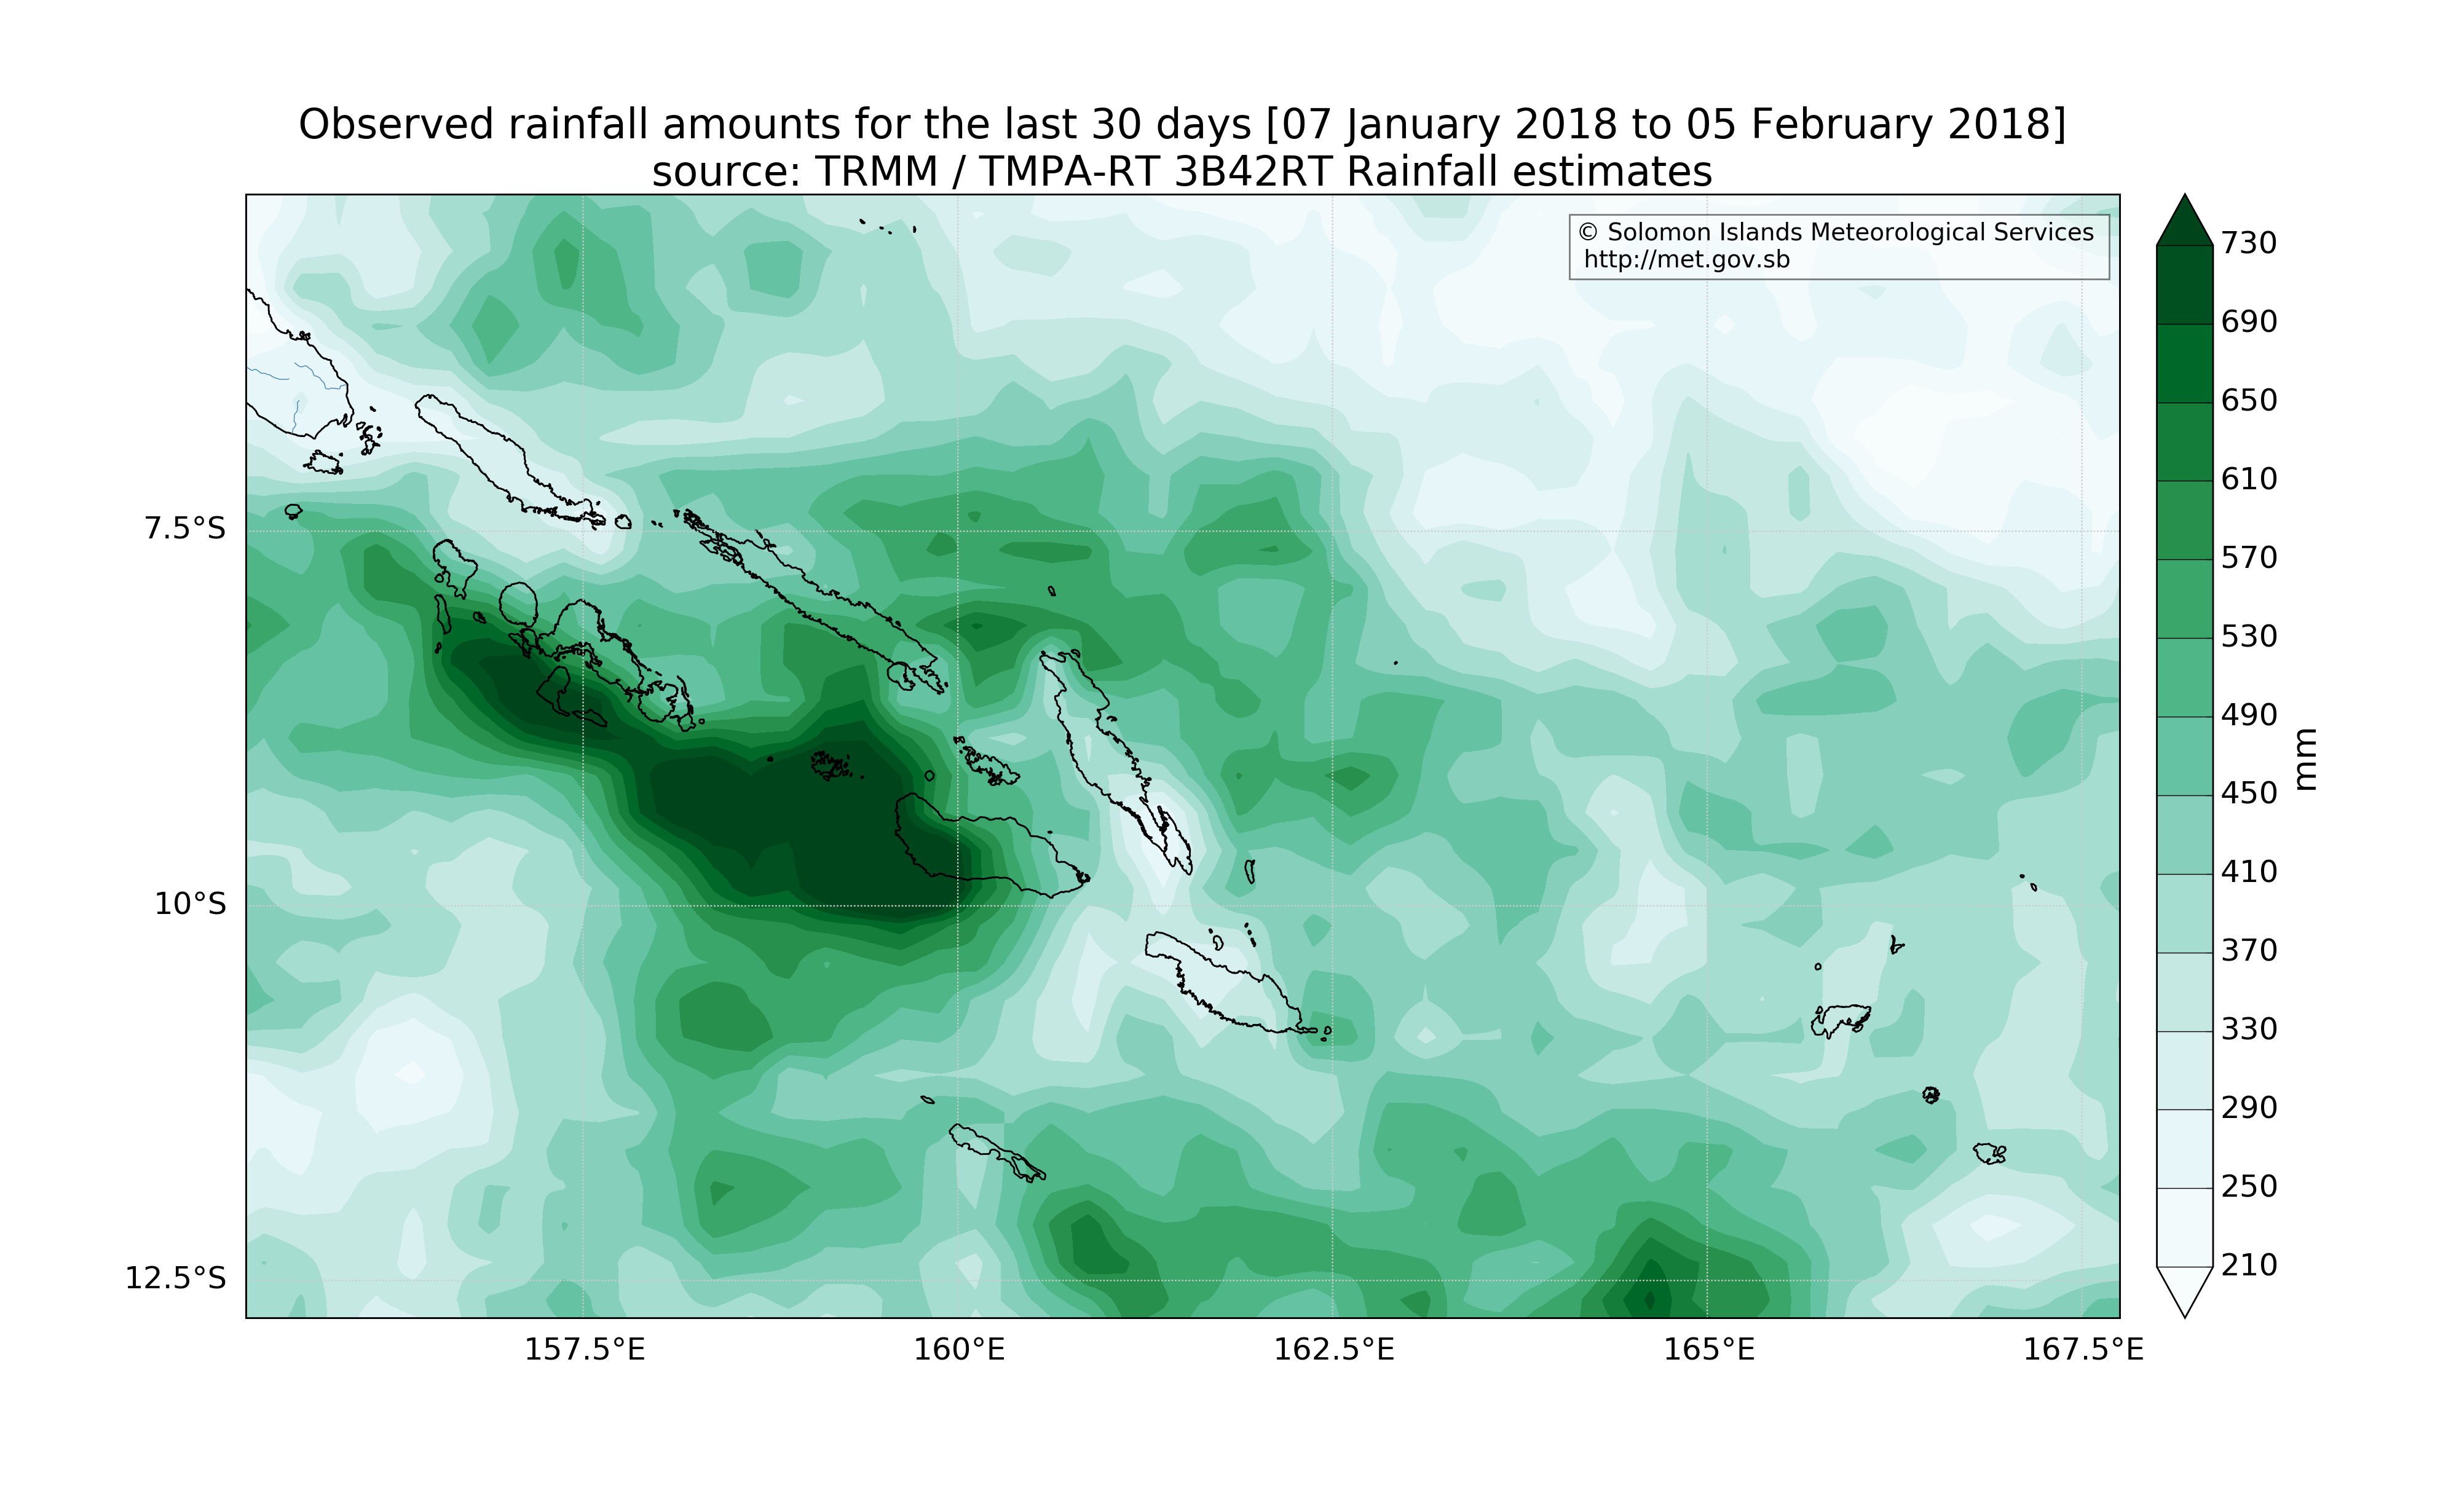 Observed rainfall amounts for the last 30 days [07 January 2018 to 05 February 2018]
source: TRMM / TMPA-RT 3B42RT Rainfall estimates
© Solomon Islands Meteorological Services
http://met.gov.sb
7.5°S
10°S
12.5°S
157.5°E
160°E
162.5°E
165°E
167.5°E
730
690
650
610
570
530
490
450
410
370
330
290
250
210
mm